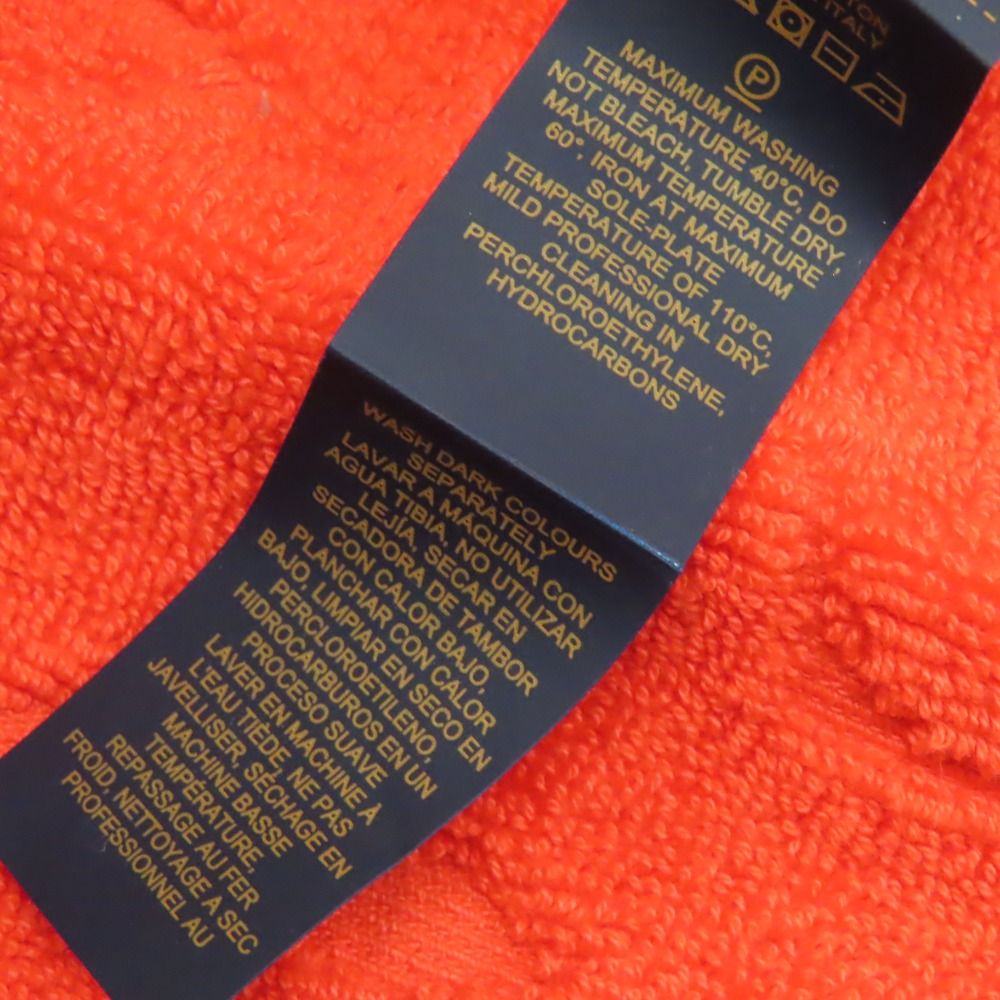 TON
ITALY
P
MAXIMUM WASHING
TEMPERATURE 40°C, DO
NOT BLEACH, TUMBLE DRY
MAXIMUM TEMPERATURE
60°, IRON AT MAXIMUM
SOLE-PLATE
TEMPERATURE OF 110°C,
MILD PROFESSIONAL DRY
CLEANING IN
PERCHLOROETHYLENE,
HYDROCARBONS
WASH DARK COLOURS
SEPARATELY
LAVAR A MÁQUINA CON
AGUA TIBIA, NO UTILIZAR
LEJÍA, SECAR EN
SECADORA DE TAMBOR
CON CALOR BAJO,
PLANCHAR CON CALOR
BAJO, LIMPIAR EN SECO EN
PERCLOROETILENO,
HIDROCARBUROS EN UN
PROCESO SUAVE
LAVER EN MACHINE À
L'EAU TIÈDE, NE PAS
JAVELLISER, SÉCHAGE EN
MACHINE BASSE
TEMPÉRATURE,
REPASSAGE AU FER
FROID, NETTOYAGE A SEC
PROFESSIONNEL AU